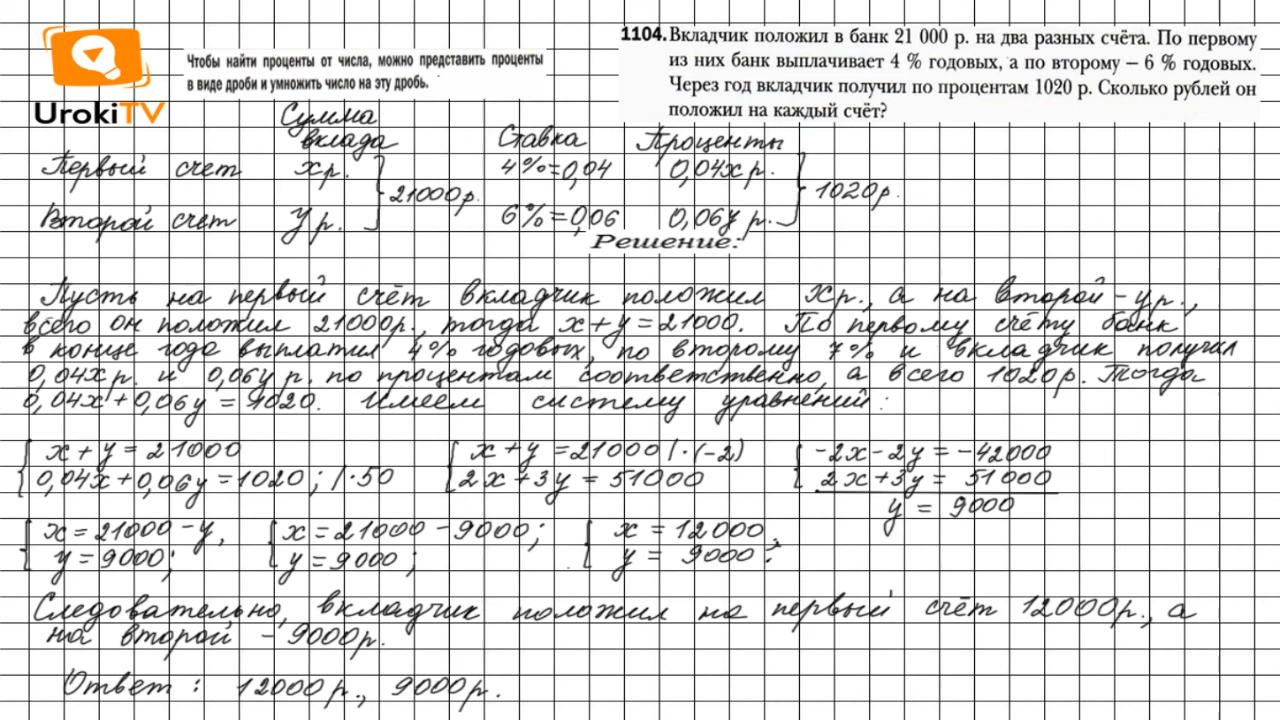 UrokiTV
Чтобы найти проценты от числа, можно представить проценты
в виде дроби и умножить число на эту дробь.
1104. Вкладчик положил в банк 21 000 р. на два разных счёта. По первому
из них банк выплачивает 4 % годовых, а по второму – 6 % годовых.
Через год вкладчик получил по процентам 1020 р. Сколько рублей он
положил на каждый счёт?
Сумма
вклада Ставка Проценты
Первый счет xр. 4%=0,04 0,04x р.
21000р. 1020р.
Второй счет y р. 6%=0,06 0,06y р.
Решение:
Пусть на первый счёт вкладчик положил xр., а на второй – yр.,
всего он положил 21000р., тогда x+y=21000. По первому счёту банк
в конце года выплатил 4% годовых, по второму 7% и вкладчик получил
0,04x р. и 0,06y р. по процентам соответственно, а всего 1020р. Тогда
0,04x+0,06y=1020. Имеем систему уравнений:
x+y=21000 x+y=21000 |·(-2) -2x-2y=-42000
0,04x+0,06y=1020; |·50 2x+3y=51000 2x+3y=51000
y=9000
x=21000-y, x=21000-9000; x=12000,
y=9000; y=9000; y=9000.
Следовательно, вкладчик положил на первый счёт 12000р., а
на второй – 9000р.
Ответ: 12000р., 9000р.